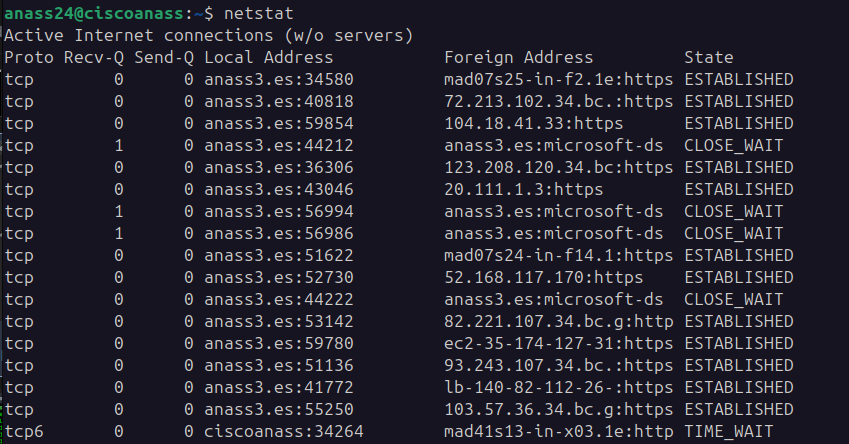 anass24@ciscoanass:~$ netstat
Active Internet connections (w/o servers)
Proto Recv-Q Send-Q Local Address           Foreign Address         State
tcp        0      0 anass3.es:34580         mad07s25-in-f2.1e:https ESTABLISHED
tcp        0      0 anass3.es:40818         72.213.102.34.bc.:https ESTABLISHED
tcp        0      0 anass3.es:59854         104.18.41.33:https      ESTABLISHED
tcp        1      0 anass3.es:44212         anass3.es:microsoft-ds  CLOSE_WAIT
tcp        0      0 anass3.es:36306         123.208.120.34.bc:https ESTABLISHED
tcp        0      0 anass3.es:43046         20.111.1.3:https        ESTABLISHED
tcp        1      0 anass3.es:56994         anass3.es:microsoft-ds  CLOSE_WAIT
tcp        1      0 anass3.es:56986         anass3.es:microsoft-ds  CLOSE_WAIT
tcp        0      0 anass3.es:51622         mad07s24-in-f14.1:https ESTABLISHED
tcp        0      0 anass3.es:52730         52.168.117.170:https    ESTABLISHED
tcp        0      0 anass3.es:44222         anass3.es:microsoft-ds  CLOSE_WAIT
tcp        0      0 anass3.es:53142         82.221.107.34.bc.g:http ESTABLISHED
tcp        0      0 anass3.es:59780         ec2-35-174-127-31:https ESTABLISHED
tcp        0      0 anass3.es:51136         93.243.107.34.bc.:https ESTABLISHED
tcp        0      0 anass3.es:41772         lb-140-82-112-26-:https ESTABLISHED
tcp        0      0 anass3.es:55250         103.57.36.34.bc.g:https ESTABLISHED
tcp6       0      0 ciscoanass:34264        mad41s13-in-x03.1e:http TIME_WAIT